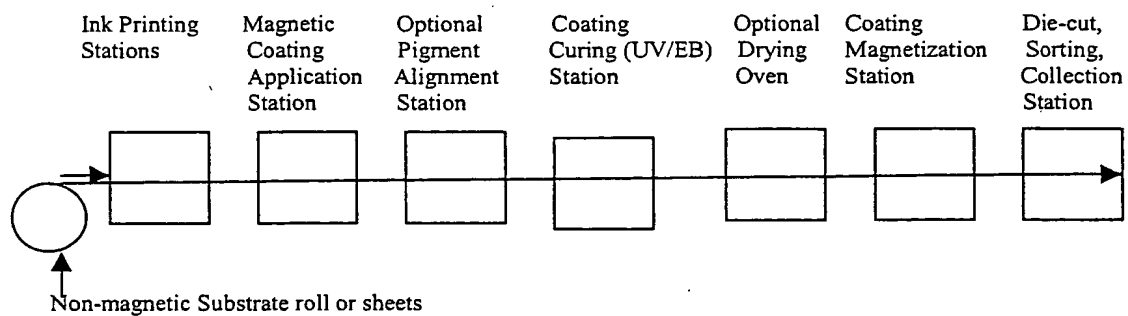 Ink Printing
Stations
Magnetic
Coating
Application
Station
Optional
Pigment
Alignment
Station
Coating
Curing (UV/EB)
Station
Optional
Drying
Oven
Coating
Magnetization
Station
Die-cut,
Sorting,
Collection
Station
Non-magnetic Substrate roll or sheets